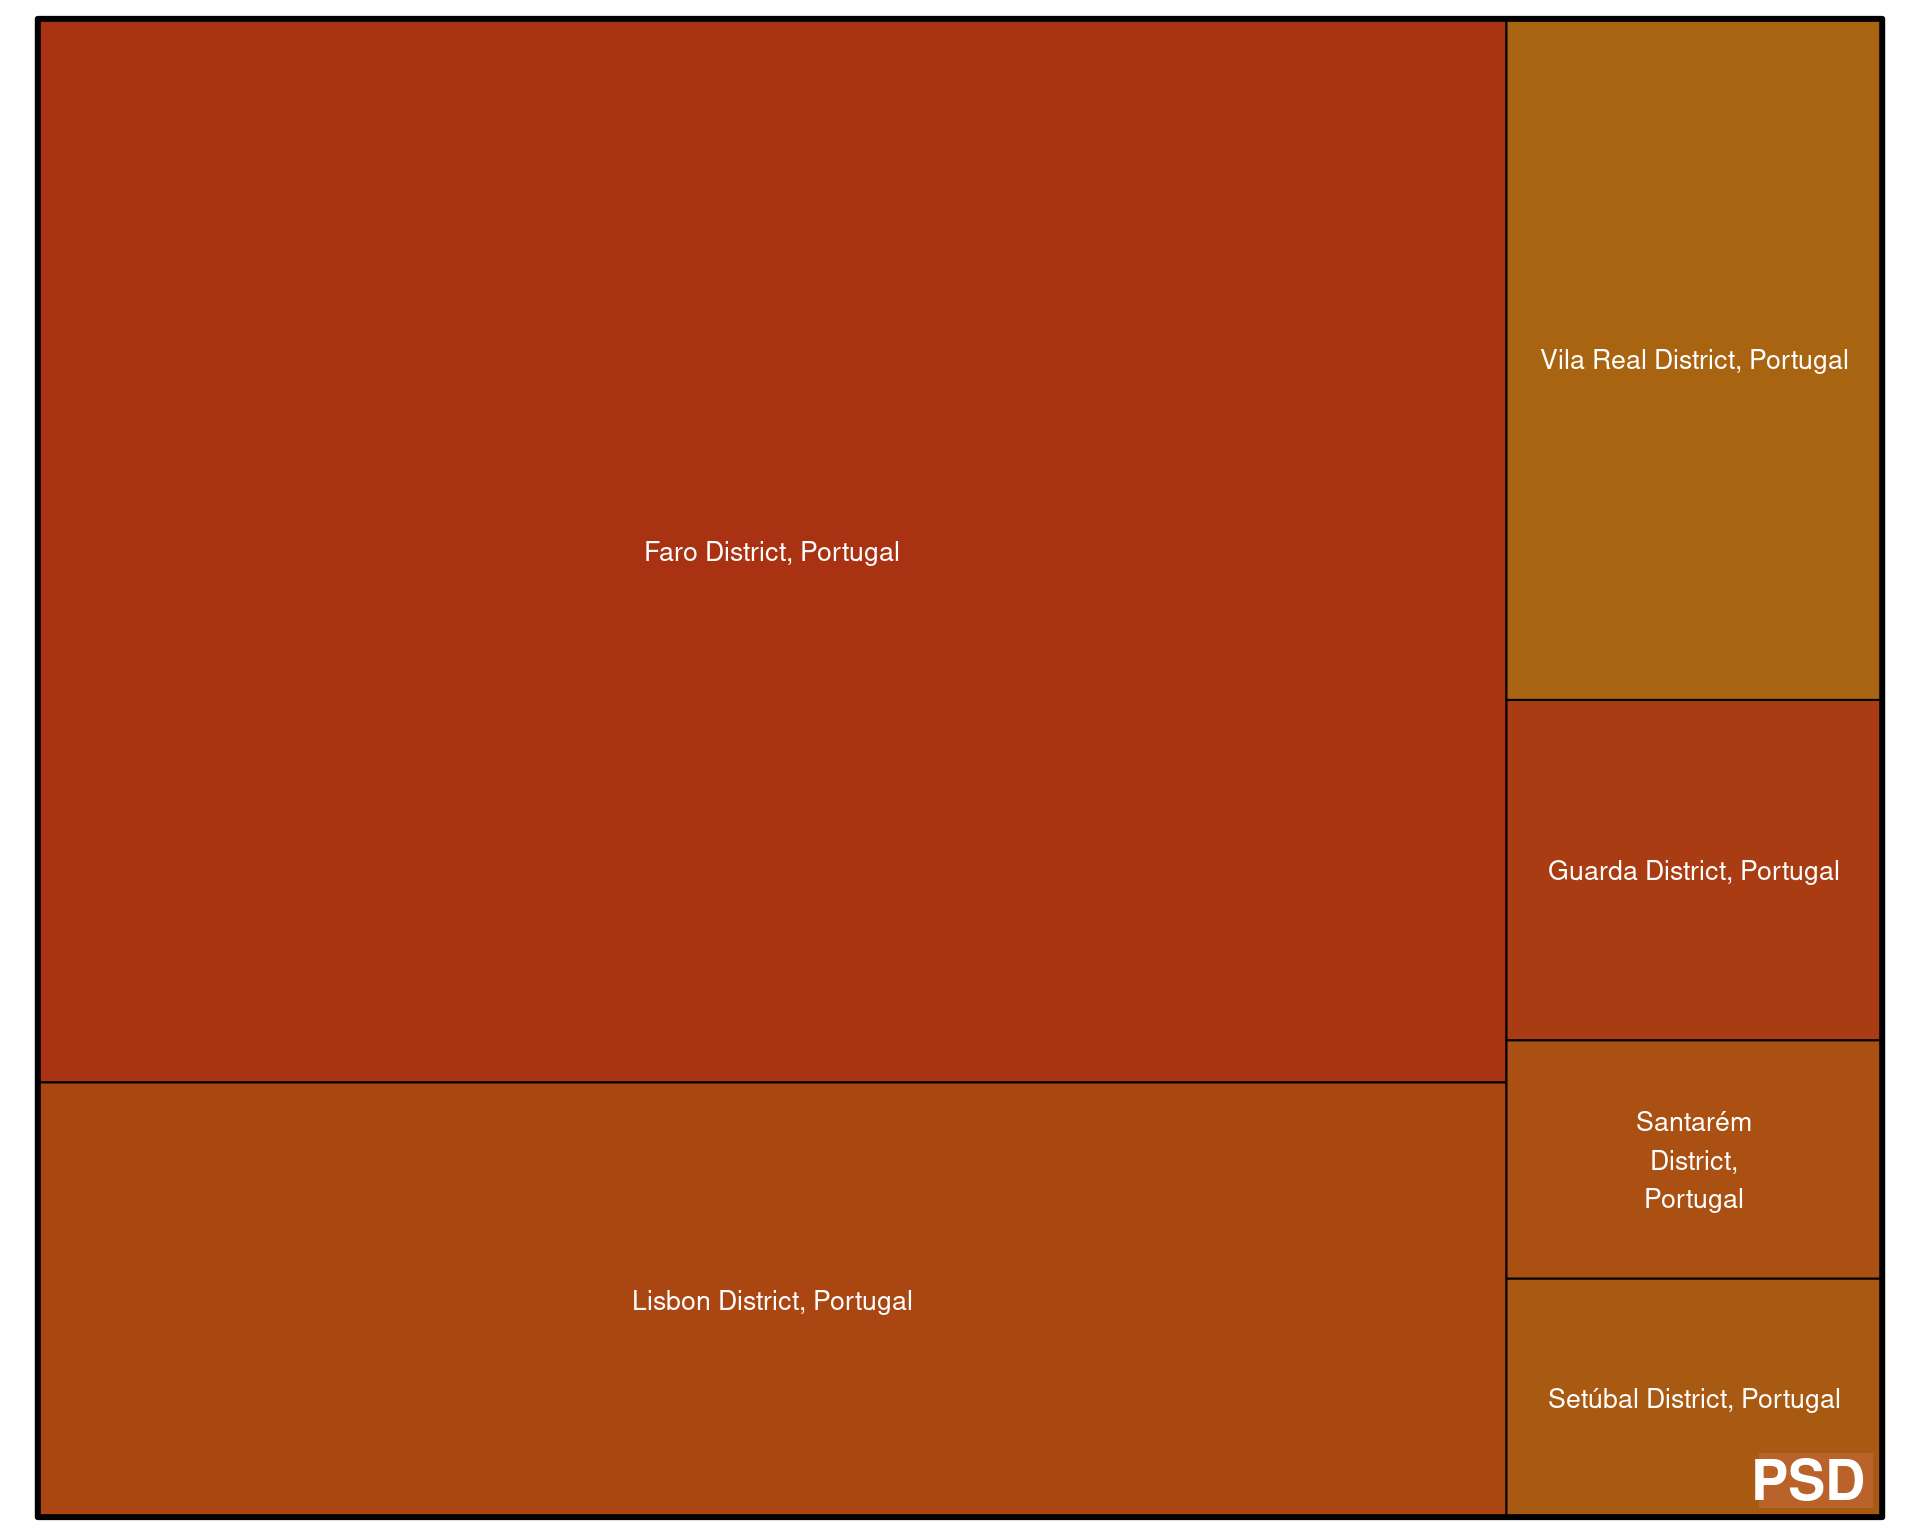 Faro District, Portugal
Lisbon District, Portugal
Vila Real District, Portugal
Guarda District, Portugal
Santarém
District,
Portugal
Setúbal District, Portugal
PSD